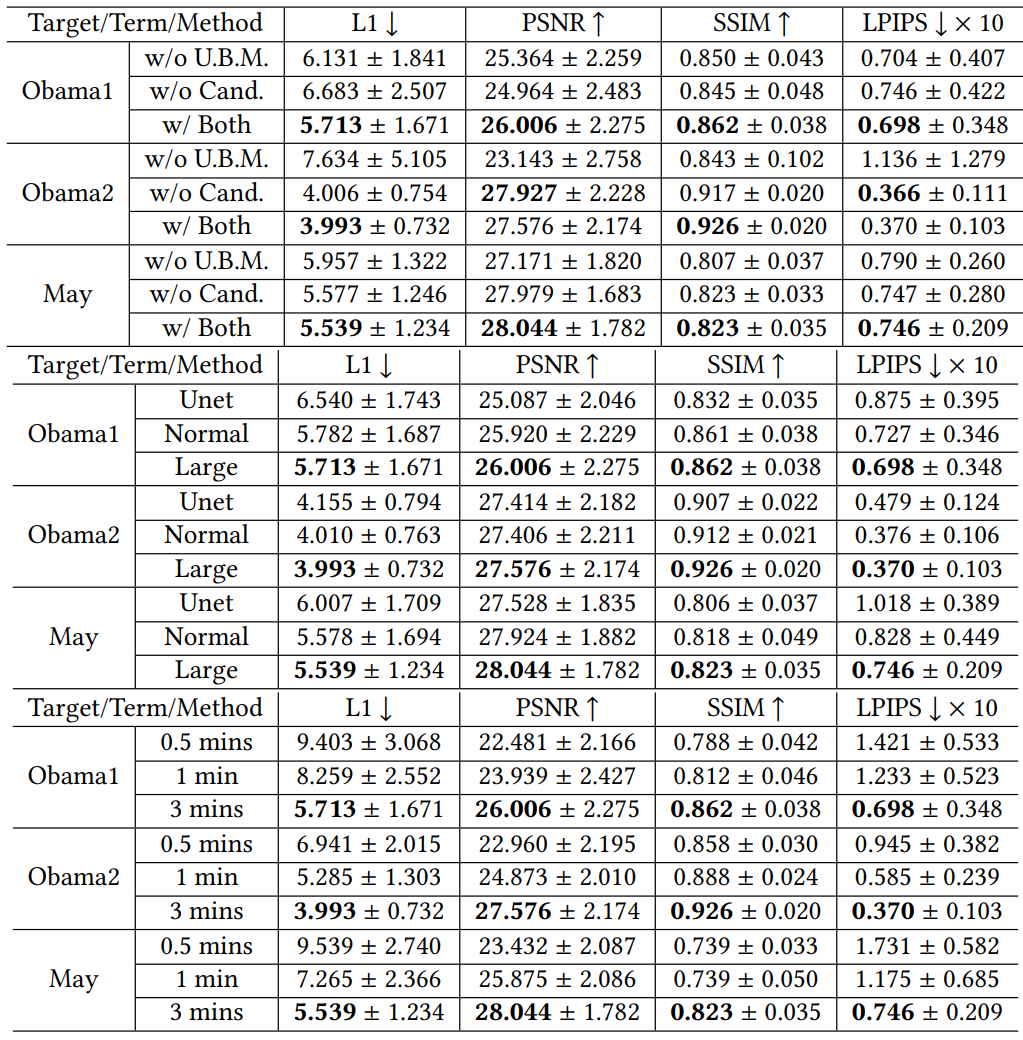 Target/Term/Method L1 ↓ PSNR ↑ SSIM ↑ LPIPS ↓ × 10
w/o U.B.M. 6.131 ± 1.841 25.364 ± 2.259 0.850 ± 0.043 0.704 ± 0.407
Obama1 w/o Cand. 6.683 ± 2.507 24.964 ± 2.483 0.845 ± 0.048 0.746 ± 0.422
w/ Both 5.713 ± 1.671 26.006 ± 2.275 0.862 ± 0.038 0.698 ± 0.348
w/o U.B.M. 7.634 ± 5.105 23.143 ± 2.758 0.843 ± 0.102 1.136 ± 1.279
Obama2 w/o Cand. 4.006 ± 0.754 27.927 ± 2.228 0.917 ± 0.020 0.366 ± 0.111
w/ Both 3.993 ± 0.732 27.576 ± 2.174 0.926 ± 0.020 0.370 ± 0.103
w/o U.B.M. 5.957 ± 1.322 27.171 ± 1.820 0.807 ± 0.037 0.790 ± 0.260
May w/o Cand. 5.577 ± 1.246 27.979 ± 1.683 0.823 ± 0.033 0.747 ± 0.280
w/ Both 5.539 ± 1.234 28.044 ± 1.782 0.823 ± 0.035 0.746 ± 0.209
Target/Term/Method L1 ↓ PSNR ↑ SSIM ↑ LPIPS ↓ × 10
Unet 6.540 ± 1.743 25.087 ± 2.046 0.832 ± 0.035 0.875 ± 0.395
Obama1 Normal 5.782 ± 1.687 25.920 ± 2.229 0.861 ± 0.038 0.727 ± 0.346
Large 5.713 ± 1.671 26.006 ± 2.275 0.862 ± 0.038 0.698 ± 0.348
Unet 4.155 ± 0.794 27.414 ± 2.182 0.907 ± 0.022 0.479 ± 0.124
Obama2 Normal 4.010 ± 0.763 27.406 ± 2.211 0.912 ± 0.021 0.376 ± 0.106
Large 3.993 ± 0.732 27.576 ± 2.174 0.926 ± 0.020 0.370 ± 0.103
Unet 6.007 ± 1.709 27.528 ± 1.835 0.806 ± 0.037 1.018 ± 0.389
May Normal 5.578 ± 1.694 27.924 ± 1.882 0.818 ± 0.049 0.828 ± 0.449
Large 5.539 ± 1.234 28.044 ± 1.782 0.823 ± 0.035 0.746 ± 0.209
Target/Term/Method L1 ↓ PSNR ↑ SSIM ↑ LPIPS ↓ × 10
0.5 mins 9.403 ± 3.068 22.481 ± 2.166 0.788 ± 0.042 1.421 ± 0.533
Obama1 1 min 8.259 ± 2.552 23.939 ± 2.427 0.812 ± 0.046 1.233 ± 0.523
3 mins 5.713 ± 1.671 26.006 ± 2.275 0.862 ± 0.038 0.698 ± 0.348
0.5 mins 6.941 ± 2.015 22.960 ± 2.195 0.858 ± 0.030 0.945 ± 0.382
Obama2 1 min 5.285 ± 1.303 24.873 ± 2.010 0.888 ± 0.024 0.585 ± 0.239
3 mins 3.993 ± 0.732 27.576 ± 2.174 0.926 ± 0.020 0.370 ± 0.103
0.5 mins 9.539 ± 2.740 23.432 ± 2.087 0.739 ± 0.033 1.731 ± 0.582
May 1 min 7.265 ± 2.366 25.875 ± 2.086 0.739 ± 0.050 1.175 ± 0.685
3 mins 5.539 ± 1.234 28.044 ± 1.782 0.823 ± 0.035 0.746 ± 0.209